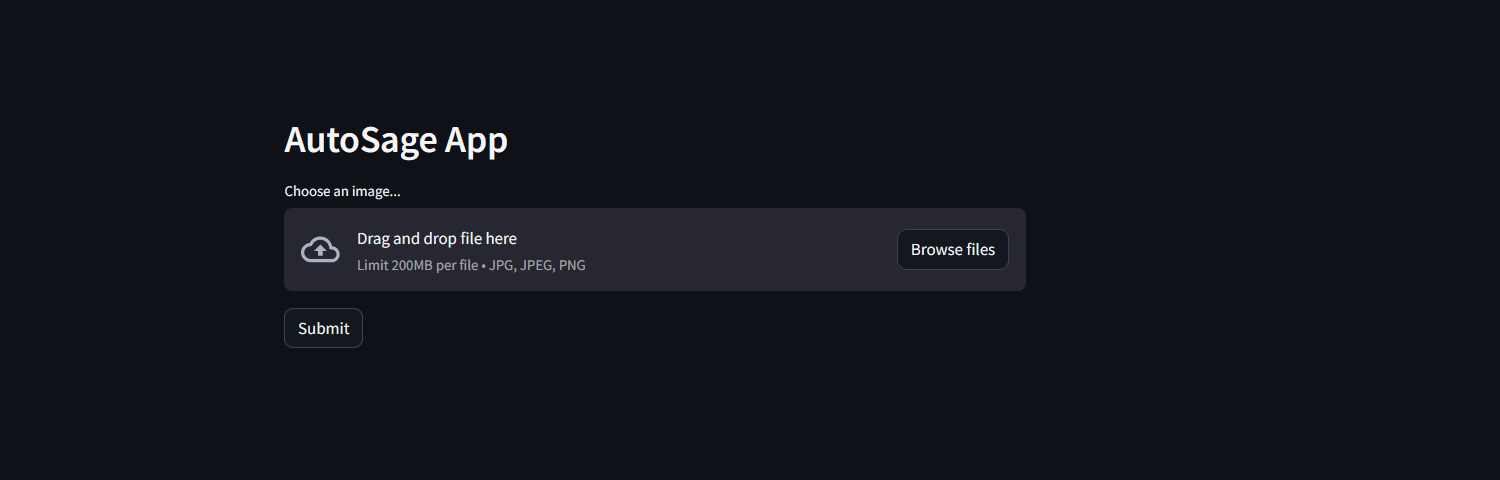 AutoSage App
Choose an image...
Drag and drop file here
Limit 200MB per file • JPG, JPEG, PNG
Browse files
Submit